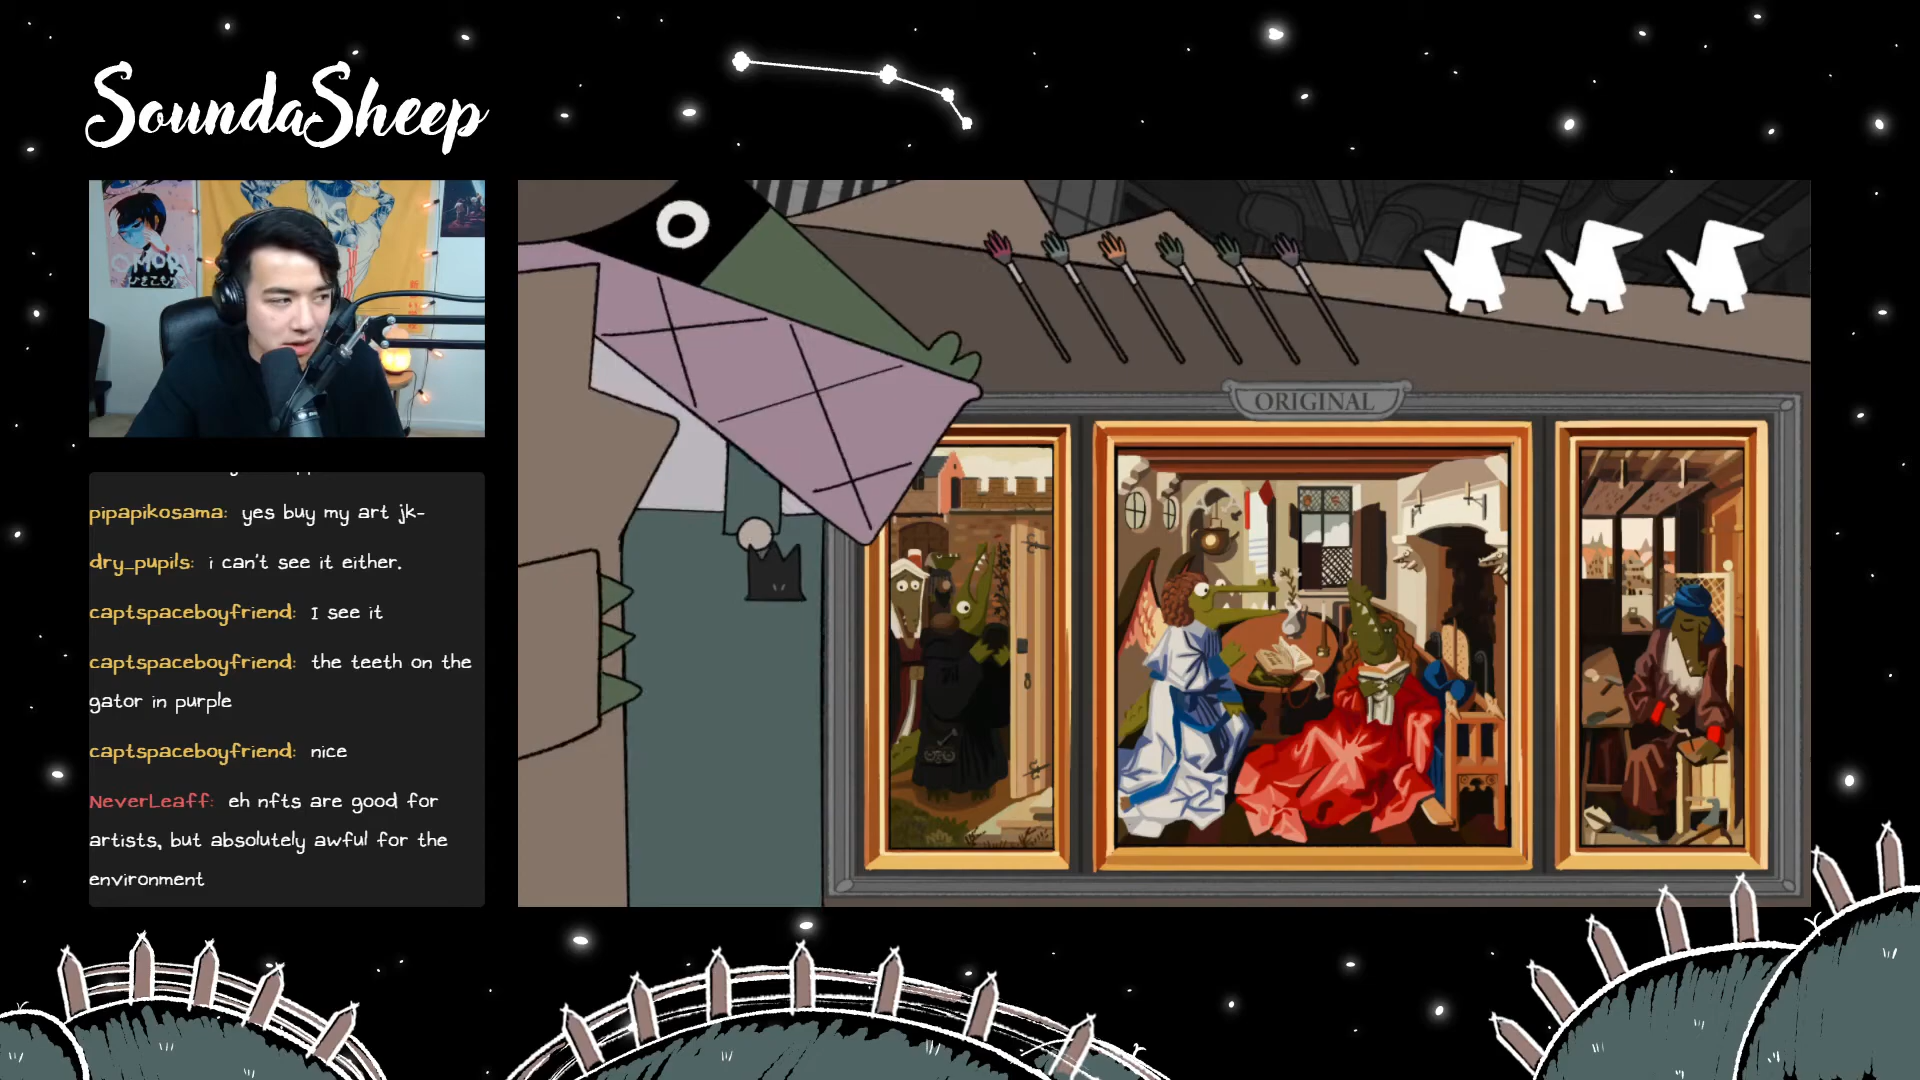 SoundaSheep
OMORI
pipapikosama: yes buy my art jk-
dry_pupils: i can't see it either.
captspaceboyfriend: I see it
captspaceboyfriend: the teeth on the
gator in purple
captspaceboyfriend: nice
NeverLeaff: eh nfts are good for
artists, but absolutely awful for the
environment
ORIGINAL